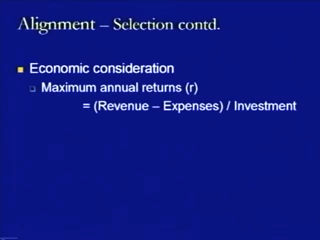 Alignment – Selection contd.
Economic consideration
Maximum annual returns (r)
= (Revenue – Expenses) / Investment